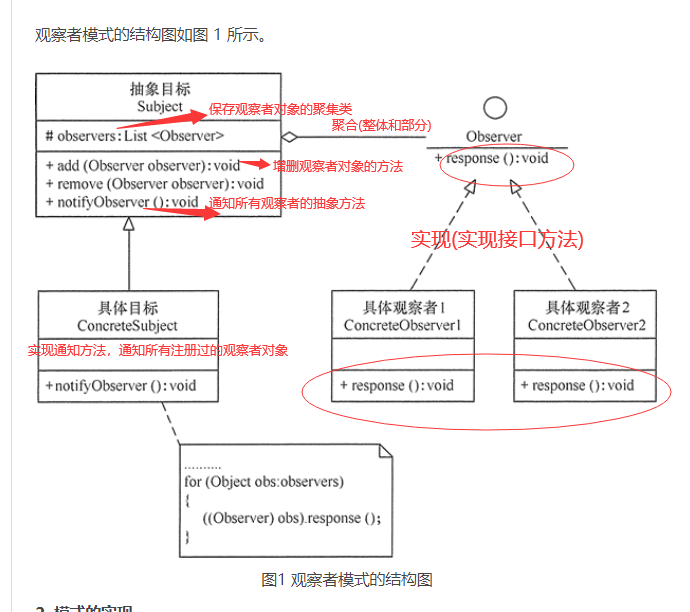 观察者模式的结构图如图 1 所示。
抽象目标
Subject
保存观察者对象的聚集类
# observers:List <Observer>
聚合(整体和部分)
Observer
+ response ():void
+ add (Observer observer):void
增删观察者对象的方法
+ remove (Observer observer):void
+ notifyObserver ():void
通知所有观察者的抽象方法
实现(实现接口方法)
具体目标
ConcreteSubject
实现通知方法，通知所有注册过的观察者对象
+notifyObserver ():void
具体观察者1
ConcreteObserver1
+ response ():void
具体观察者2
ConcreteObserver2
+ response ():void
..........
for (Object obs:observers)
{
((Observer) obs).response ();
}
图1 观察者模式的结构图
2. 模式的实现